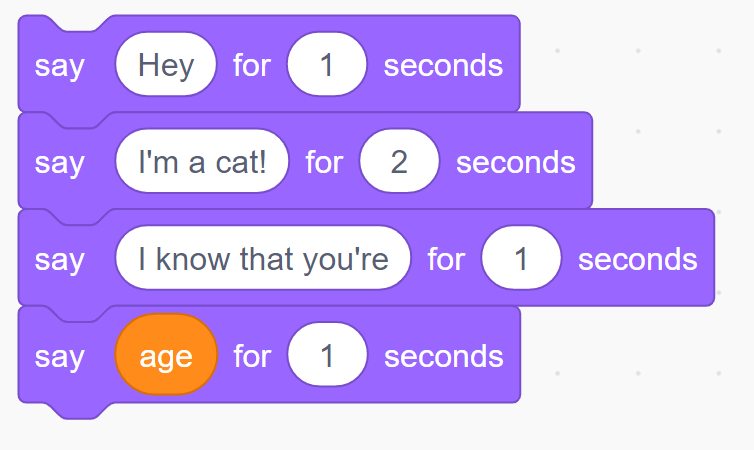 say Hey for 1 seconds
say I'm a cat! for 2 seconds
say I know that you're for 1 seconds
say age for 1 seconds